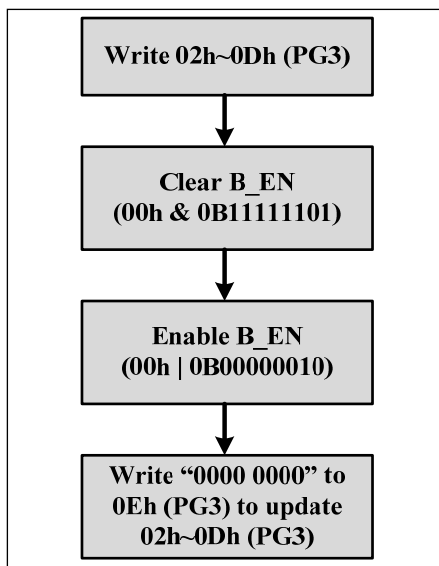 Write 02h~0Dh (PG3)
Clear B_EN
(00h & 0B11111101)
Enable B_EN
(00h | 0B00000010)
Write “0000 0000” to
0Eh (PG3) to update
02h~0Dh (PG3)